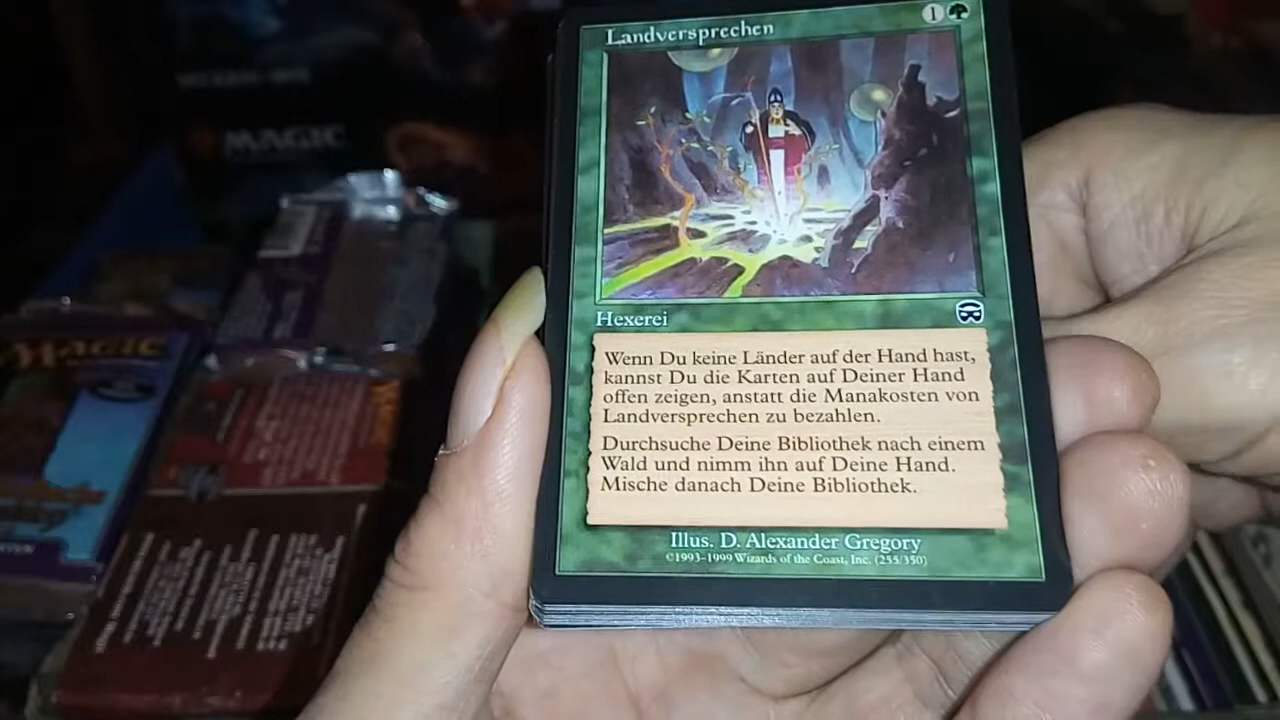 Landversprechen
1
MAGIC
MAGIC
Hexerei
Wenn Du keine Länder auf der Hand hast,
kannst Du die Karten auf Deiner Hand
offen zeigen, anstatt die Manakosten von
Landversprechen zu bezahlen.
Durchsuche Deine Bibliothek nach einem
Wald und nimm ihn auf Deine Hand.
Mische danach Deine Bibliothek.
Illus. D. Alexander Gregory
©1993-1999 Wizards of the Coast, Inc. (255/350)